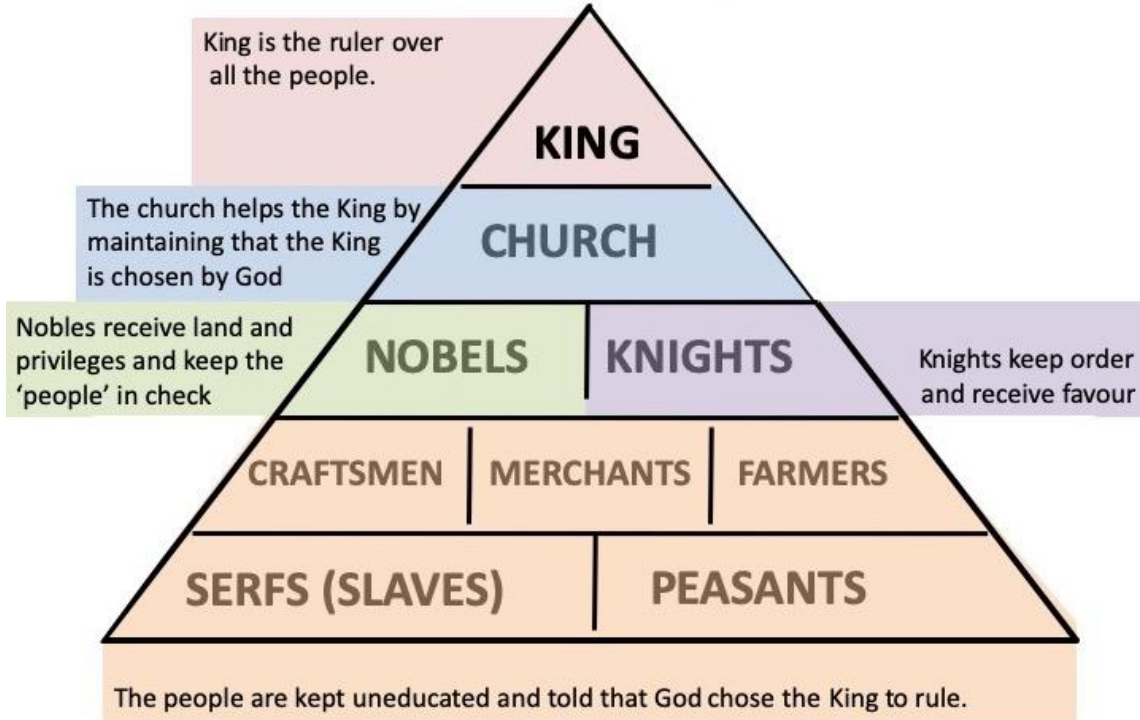 King is the ruler over
all the people.
KING
The church helps the King by
maintaining that the King
is chosen by God
CHURCH
Nobles receive land and
privileges and keep the
‘people’ in check
NOBELS
KNIGHTS
Knights keep order
and receive favour
CRAFTSMEN
MERCHANTS
FARMERS
SERFS (SLAVES)
PEASANTS
The people are kept uneducated and told that God chose the King to rule.